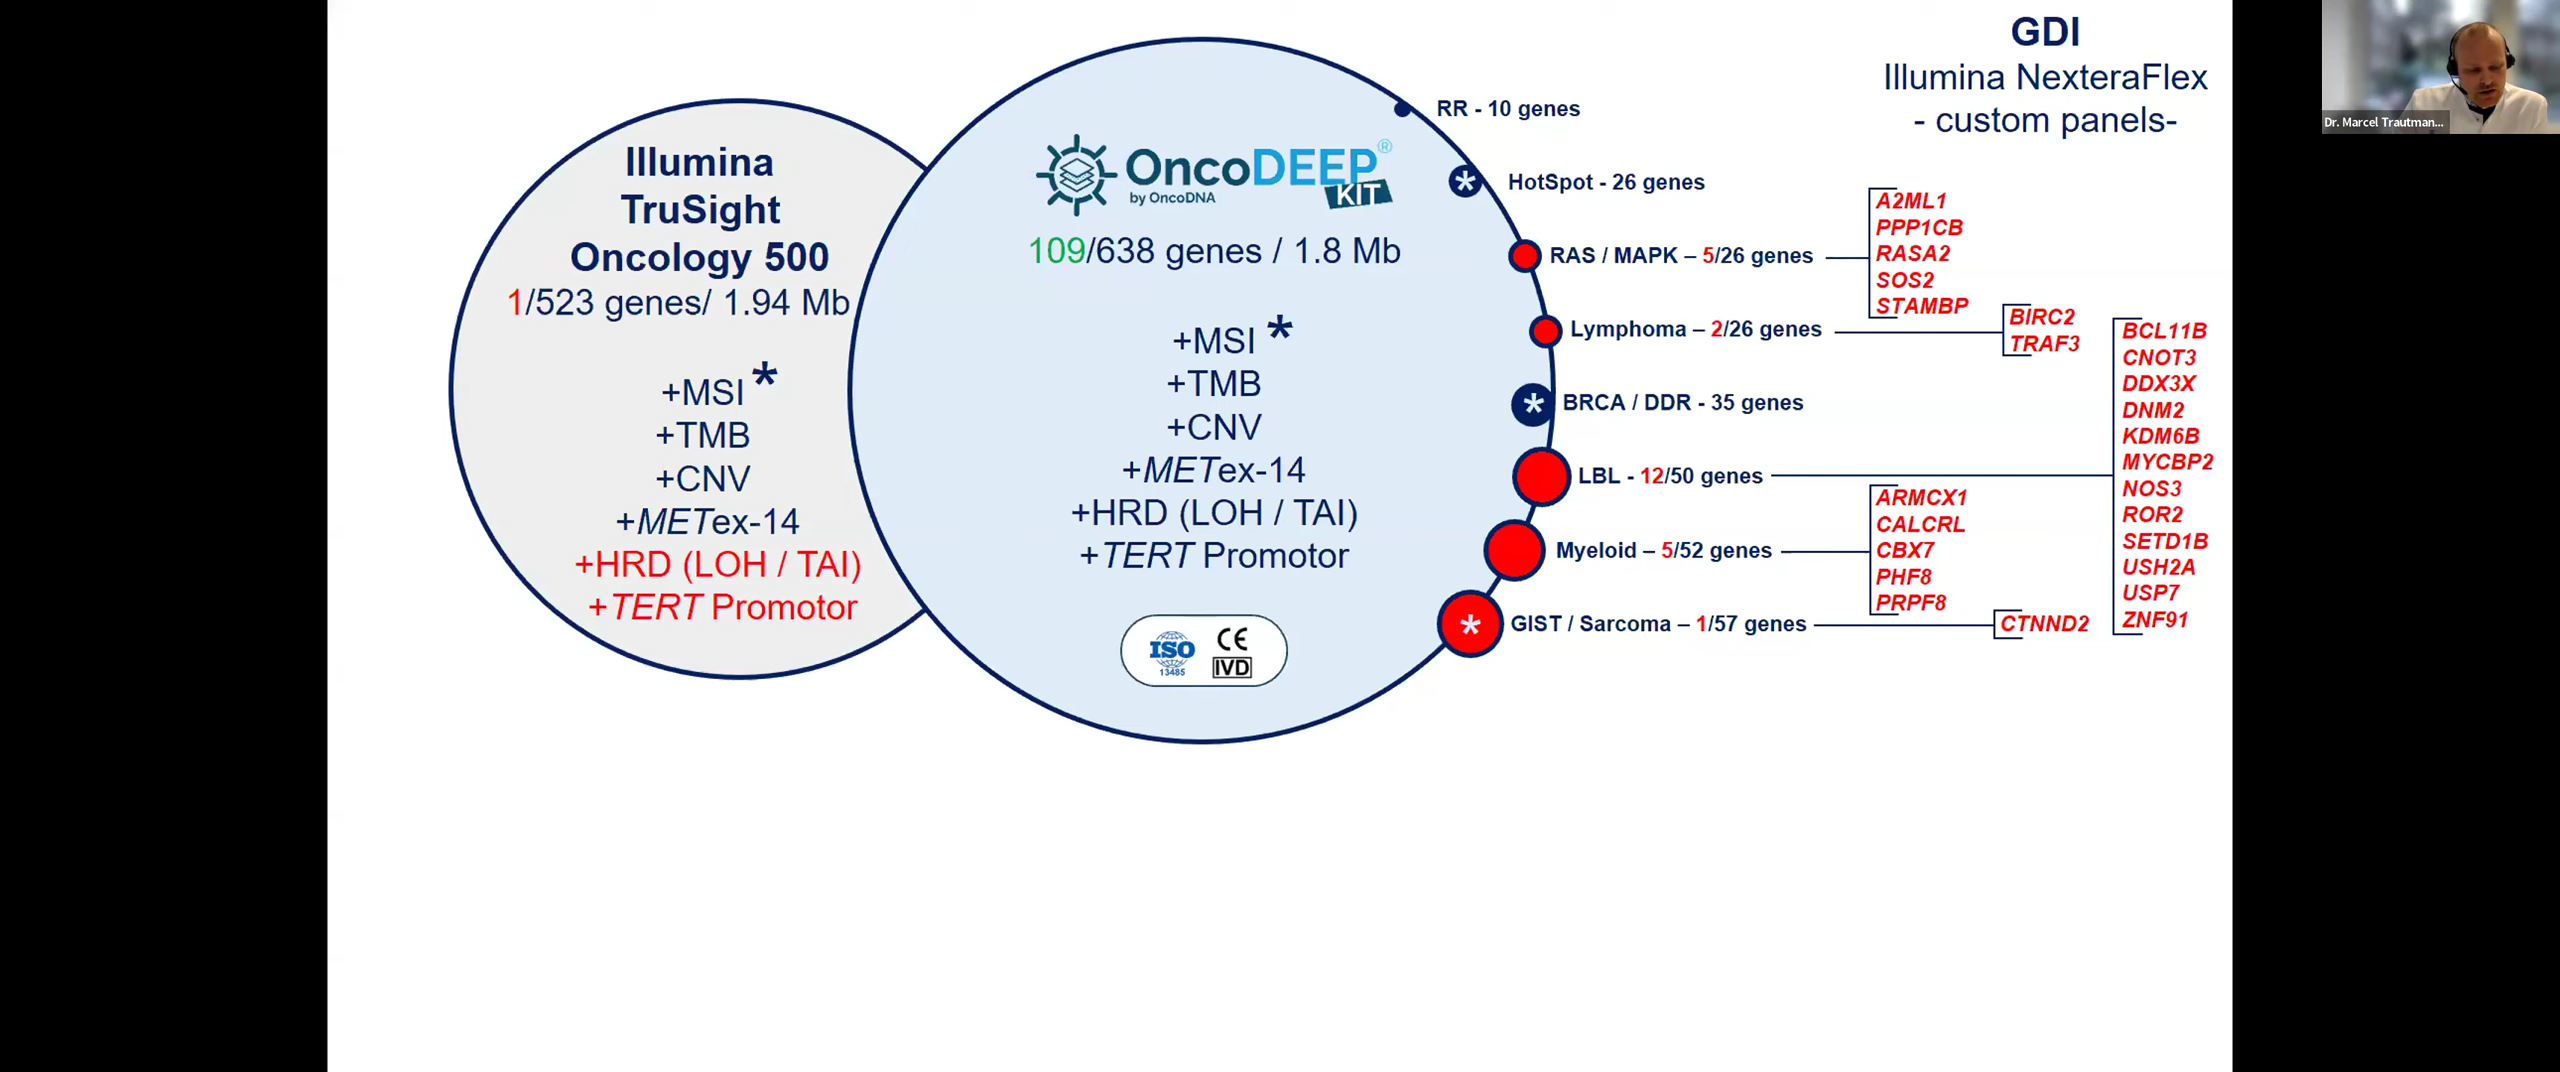 GDI
Illumina NexteraFlex
- custom panels-
Dr. Marcel Trautman...
Illumina
TruSight
Oncology 500
1/523 genes/ 1.94 Mb
+MSI *
+TMB
+CNV
+METex-14
+HRD (LOH / TAI)
+TERT Promotor
OncoDEEP®
KIT
by OncoDNA
109/638 genes / 1.8 Mb
+MSI *
+TMB
+CNV
+METex-14
+HRD (LOH / TAI)
+TERT Promotor
ISO
13485
CE
IVD
RR - 10 genes
* HotSpot - 26 genes
RAS / MAPK – 5/26 genes
A2ML1
PPP1CB
RASA2
SOS2
STAMBP
Lymphoma – 2/26 genes
BIRC2
TRAF3
* BRCA / DDR - 35 genes
LBL - 12/50 genes
BCL11B
CNOT3
DDX3X
DNM2
KDM6B
MYCBP2
NOS3
ROR2
SETD1B
USH2A
USP7
ZNF91
Myeloid – 5/52 genes
ARMCX1
CALCRL
CBX7
PHF8
PRPF8
* GIST / Sarcoma – 1/57 genes
CTNND2